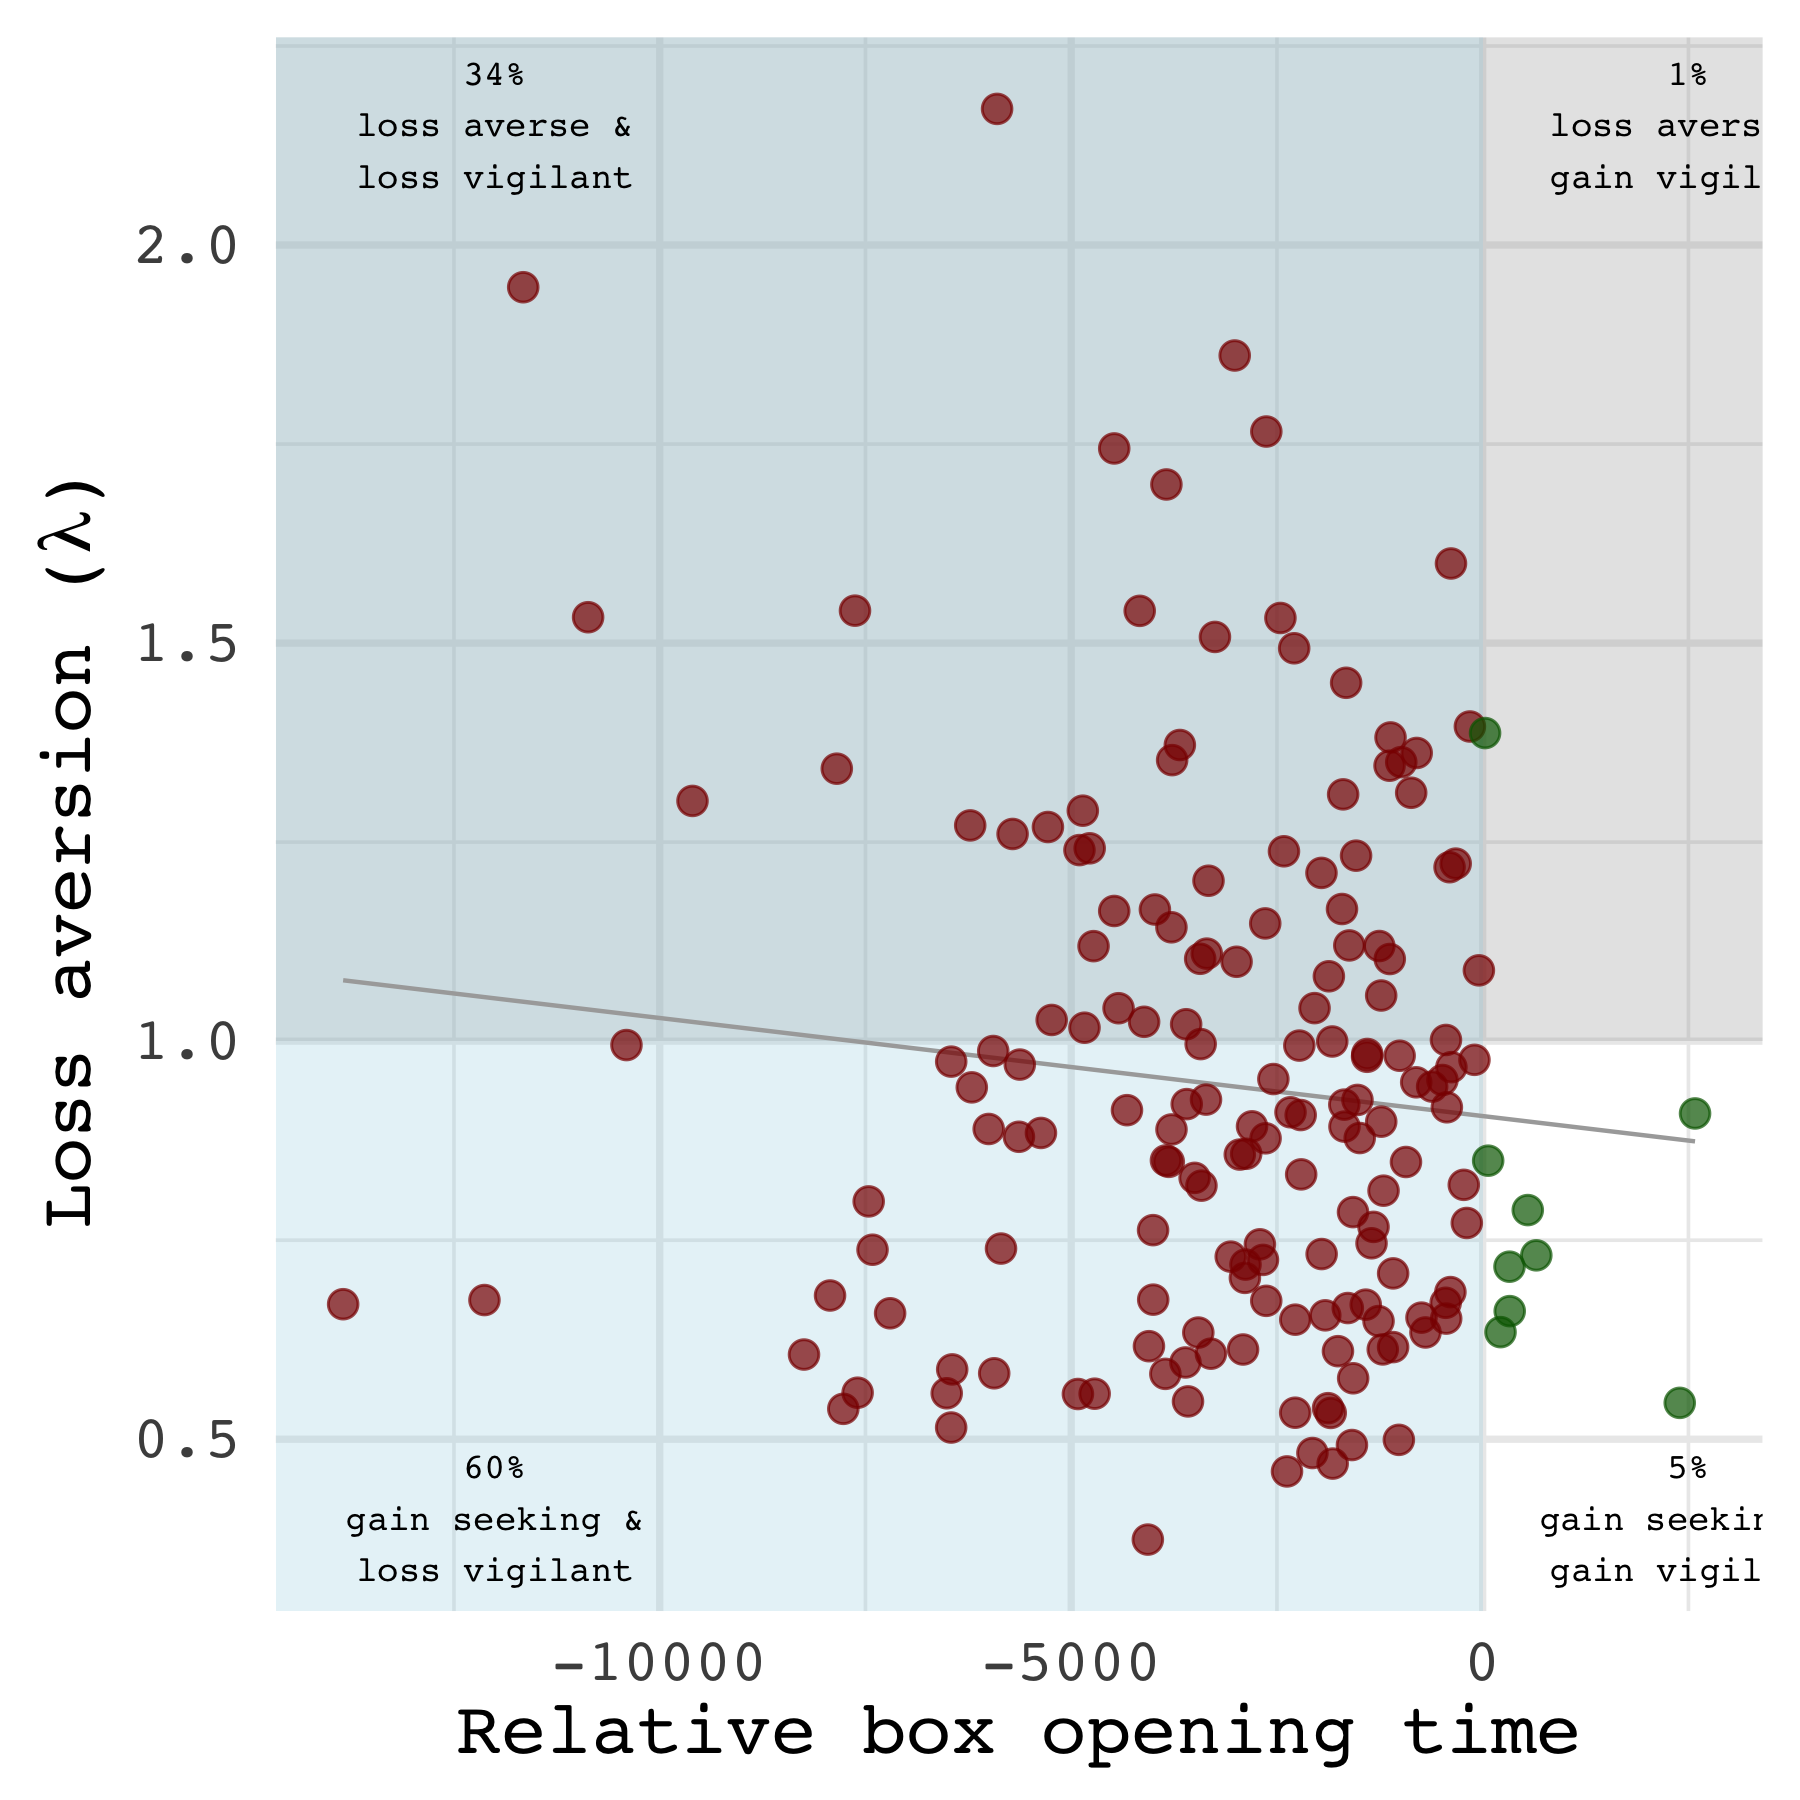 34%
loss averse &
loss vigilant
1%
loss avers
gain vigil
2.0
1.5
1.0
0.5
Loss aversion (λ)
60%
gain seeking &
loss vigilant
5%
gain seekin
gain vigil
-10000
-5000
0
Relative box opening time